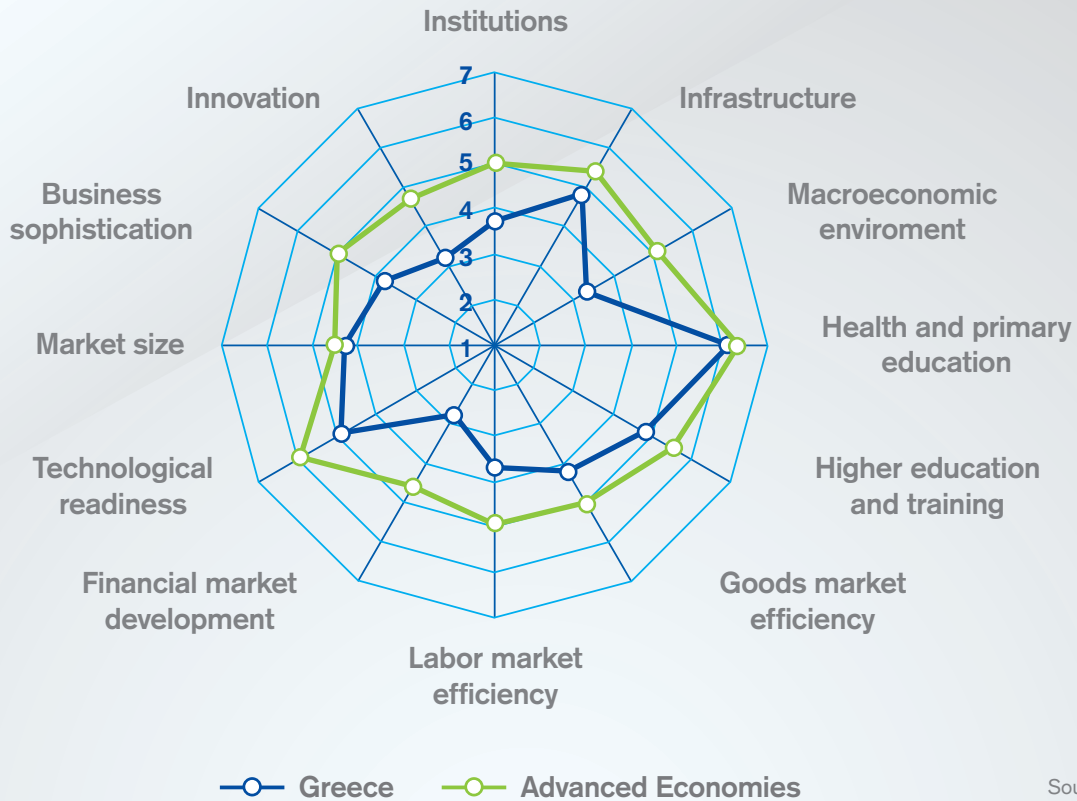 Institutions
7
Innovation
Infrastructure
6
5
Business
sophistication
Macroeconomic
enviroment
4
3
2
Market size
1
Health and primary
education
Technological
readiness
Higher education
and training
Financial market
development
Goods market
efficiency
Labor market
efficiency
Greece
Advanced Economies